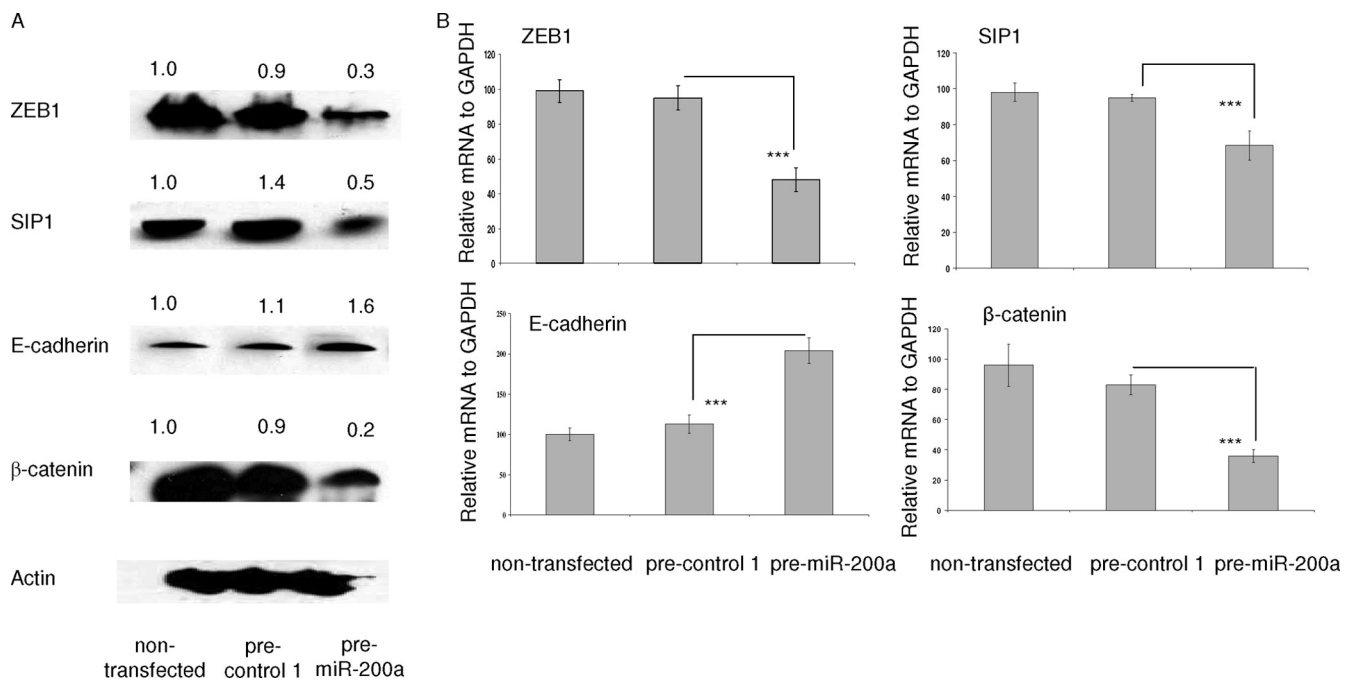 A
1.0 0.9 0.3
ZEB1
1.0 1.4 0.5
SIP1
1.0 1.1 1.6
E-cadherin
1.0 0.9 0.2
β-catenin
Actin
non-
transfected
pre-
control 1
pre-
miR-200a
B
Relative mRNA to GAPDH
ZEB1
120
100
80
60
40
20
0
***
Relative mRNA to GAPDH
SIP1
120
100
80
60
40
20
0
***
Relative mRNA to GAPDH
E-cadherin
250
200
150
100
50
0
***
non-transfected pre-control 1 pre-miR-200a
Relative mRNA to GAPDH
β-catenin
120
100
80
60
40
20
0
***
non-transfected pre-control 1 pre-miR-200a